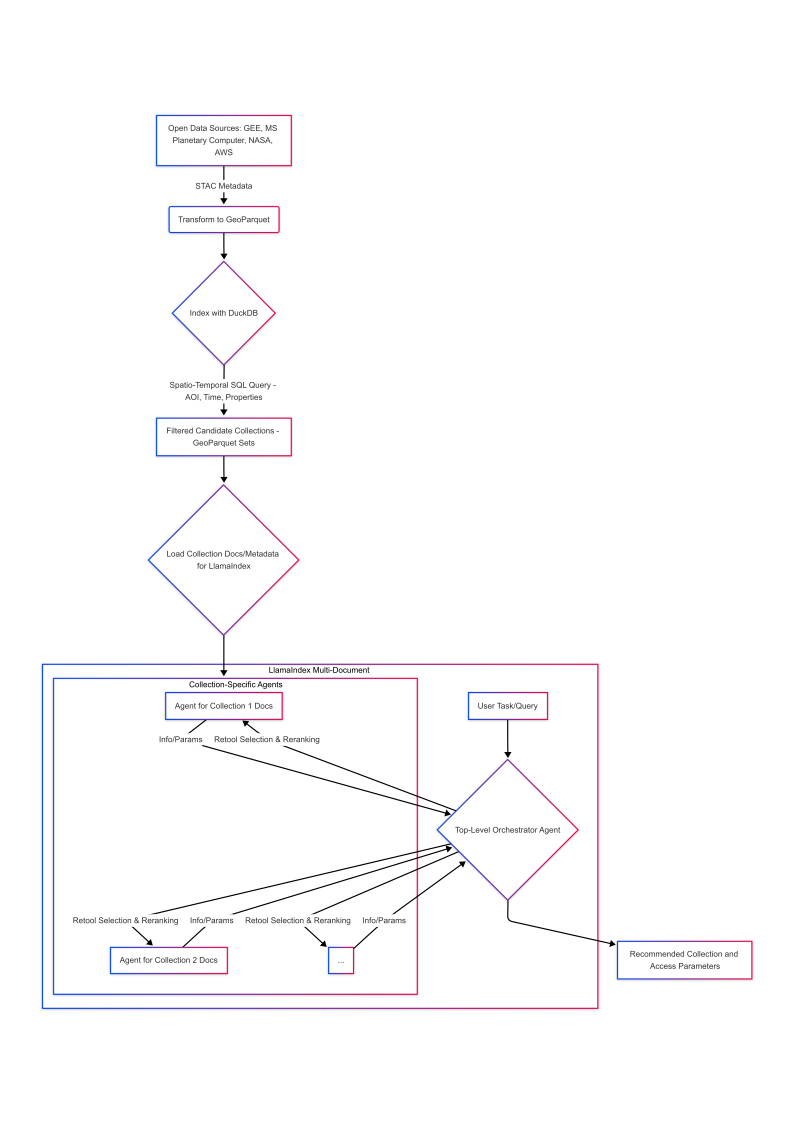 Open Data Sources: GEE, MS
Planetary Computer, NASA,
AWS
STAC Metadata
Transform to GeoParquet
Index with DuckDB
Spatio-Temporal SQL Query -
AOI, Time, Properties
Filtered Candidate Collections -
GeoParquet Sets
Load Collection Docs/Metadata
for LlamaIndex
LlamaIndex Multi-Document
Collection-Specific Agents
Agent for Collection 1 Docs
User Task/Query
Info/Params
Retool Selection & Reranking
Top-Level Orchestrator Agent
Retool Selection & Reranking
Info/Params
Retool Selection & Reranking
Info/Params
Agent for Collection 2 Docs
...
Recommended Collection and
Access Parameters